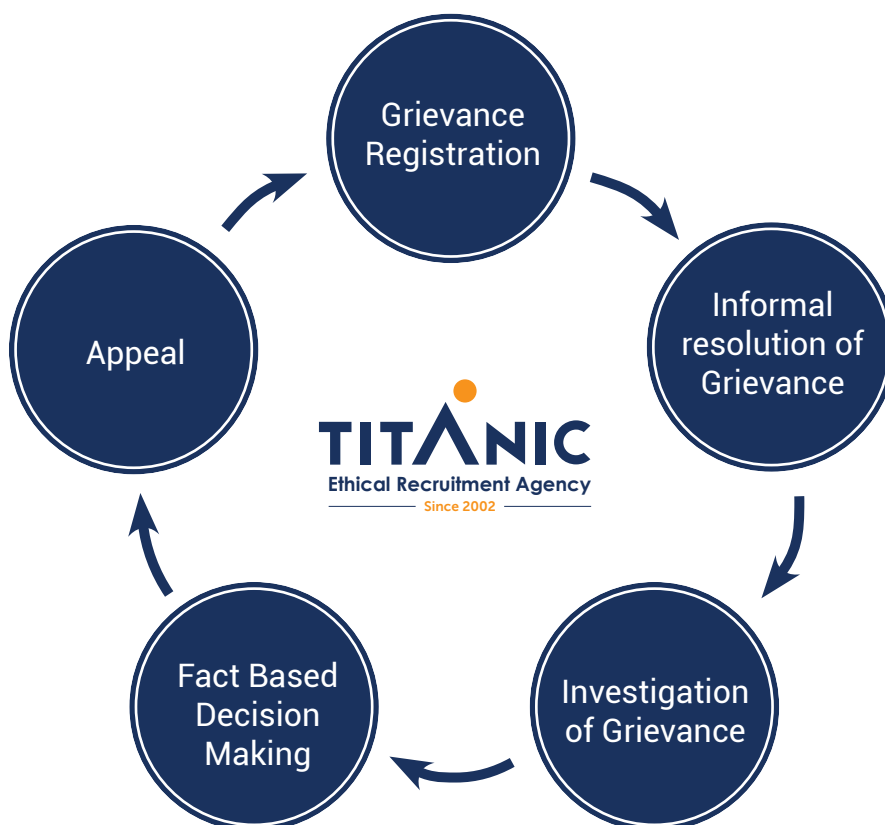 Grievance
Registration
Informal
resolution of
Grievance
Investigation
of Grievance
Fact Based
Decision
Making
Appeal
TITANIC
Ethical Recruitment Agency
Since 2002